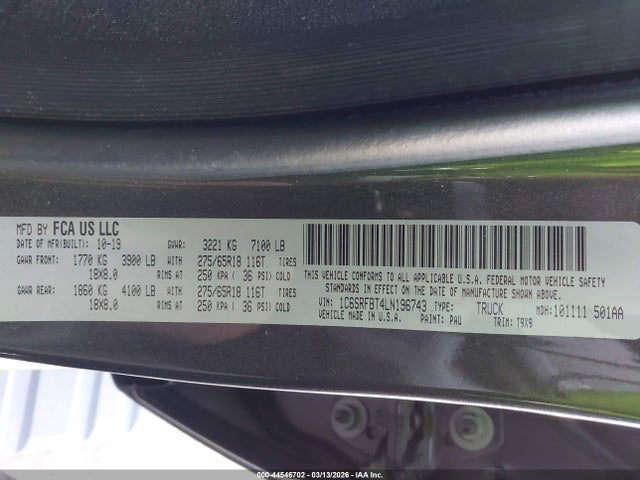 MFD BY FCA US LLC
DATE OF MFR(BUILT): 10-19 GVWR: 3221 KG 7100 LB
GAWR FRONT: 1770 KG 3900 LB WITH 275/65R18 116T TIRES
18X8.0 RIMS AT 250 KPA ( 36 PSI) COLD
GAWR REAR: 1860 KG 4100 LB WITH 275/65R18 116T TIRES
18X8.0 RIMS AT 250 KPA ( 36 PSI) COLD
THIS VEHICLE CONFORMS TO ALL APPLICABLE U.S.A. FEDERAL MOTOR VEHICLE SAFETY
STANDARDS IN EFFECT ON THE DATE OF MANUFACTURE SHOWN ABOVE.
VIN: 1C6SRFBT4LN196743 TYPE: TRUCK MDH: 101111 501AA
VEHICLE MADE IN U.S.A. PAINT: PAU TRIM: T9X9
000-44546702 - 03/13/2026 - IAAI.COM